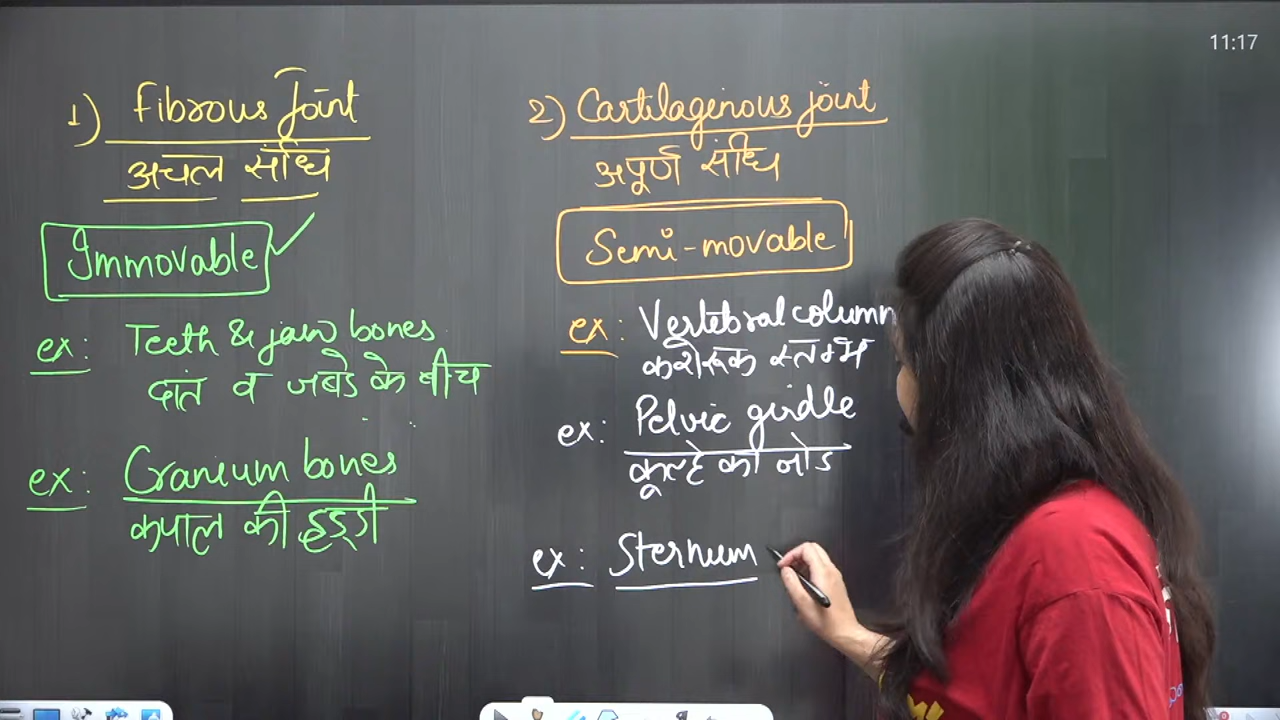 11:17
1) Fibrous Joint
अचल संधि
Immovable
ex: Teeth & jaw bones
दांत व जबडे के बीच
ex: Cranium bones
कपाल की हड्डी
2) Cartilagenous joint
अपूर्ण संधि
Semi-movable
ex: Vertebral column
कशेरूक स्तम्भ
ex: Pelvic girdle
कूल्हे का जोड
ex: Sternum